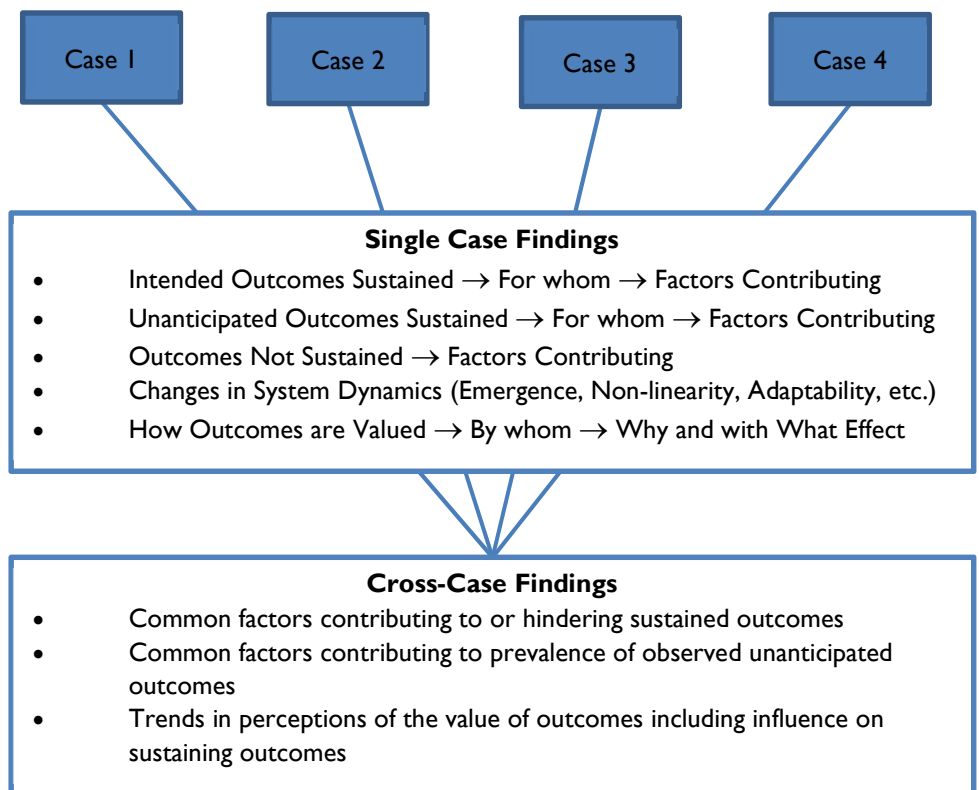 Case 1 Case 2 Case 3 Case 4
Single Case Findings
• Intended Outcomes Sustained → For whom → Factors Contributing
• Unanticipated Outcomes Sustained → For whom → Factors Contributing
• Outcomes Not Sustained → Factors Contributing
• Changes in System Dynamics (Emergence, Non-linearity, Adaptability, etc.)
• How Outcomes are Valued → By whom → Why and with What Effect
Cross-Case Findings
• Common factors contributing to or hindering sustained outcomes
• Common factors contributing to prevalence of observed unanticipated
outcomes
• Trends in perceptions of the value of outcomes including influence on
sustaining outcomes